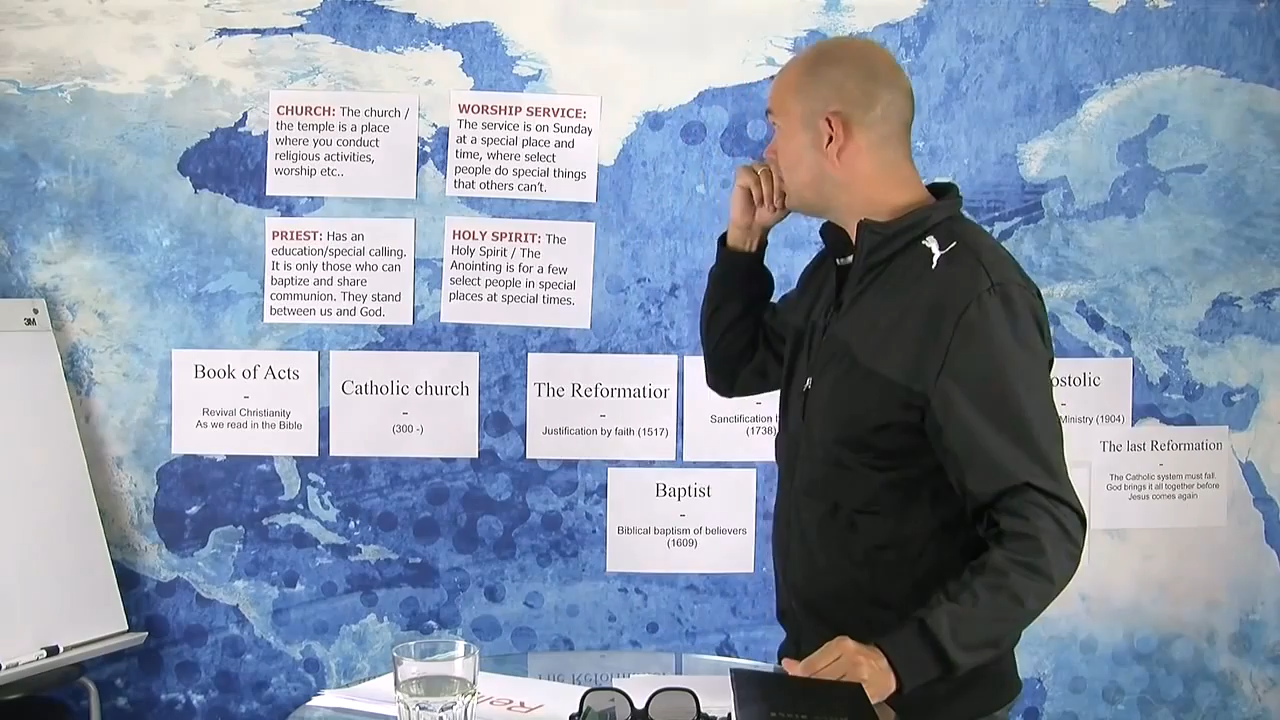 CHURCH: The church /
the temple is a place
where you conduct
religious activities,
worship etc..
WORSHIP SERVICE:
The service is on Sunday
at a special place and
time, where select
people do special things
that others can't.
PRIEST: Has an
education/special calling.
It is only those who can
baptize and share
communion. They stand
between us and God.
HOLY SPIRIT: The
Holy Spirit / The
Anointing is for a few
select people in special
places at special times.
3M
Book of Acts
-
Revival Christianity
As we read in the Bible
Catholic church
-
(300 -)
The Reformation
-
Justification by faith (1517)
Sanctification
(1738)
ostolic
-
Ministry (1904)
The last Reformation
-
The Catholic system must fall.
God brings it all together before
Jesus comes again
Baptist
-
Biblical baptism of believers
(1609)